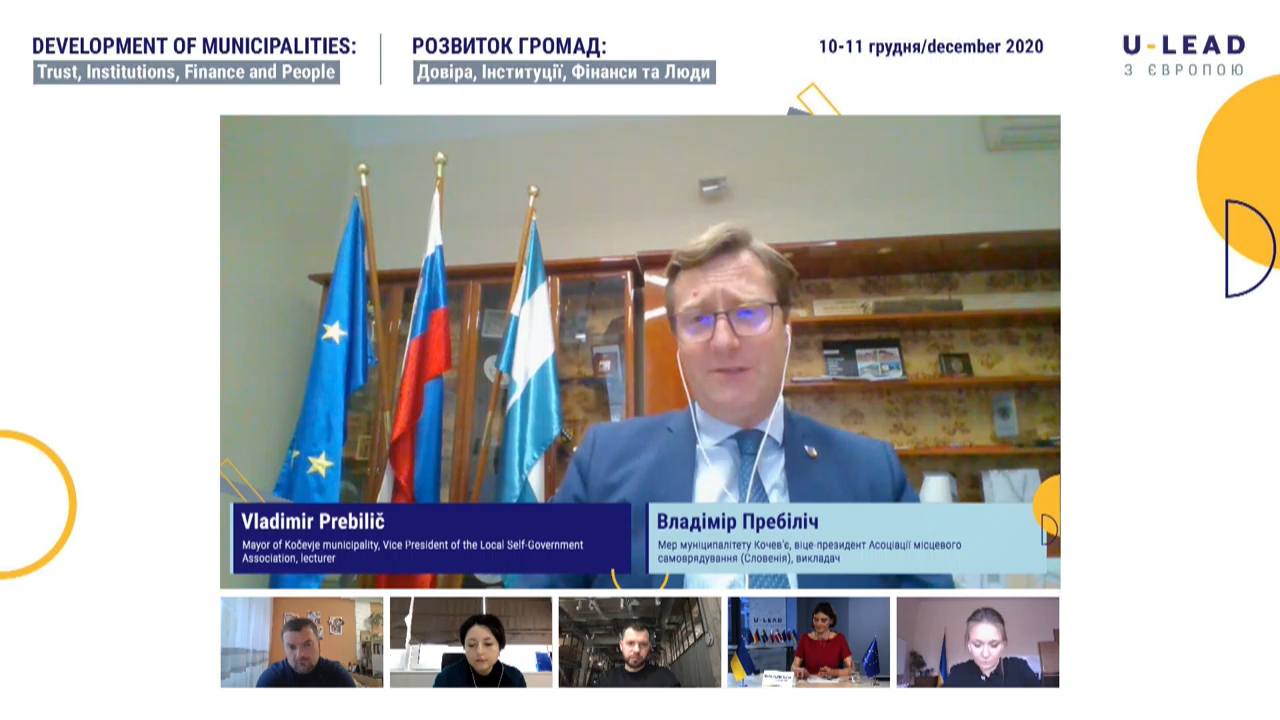 DEVELOPMENT OF MUNICIPALITIES:
Trust, Institutions, Finance and People
РОЗВИТОК ГРОМАД:
Довіра, Інституції, Фінанси та Люди
10-11 грудня/december 2020
U-LEAD
З ЄВРОПОЮ
Vladimir Prebilič
Mayor of Kočevje municipality, Vice President of the Local Self-Government
Association, lecturer
Владімір Пребіліч
Мер муніципалітету Кочев'є, віце-президент Асоціації місцевого
самоврядування (Словенія), викладач
U-LEAD